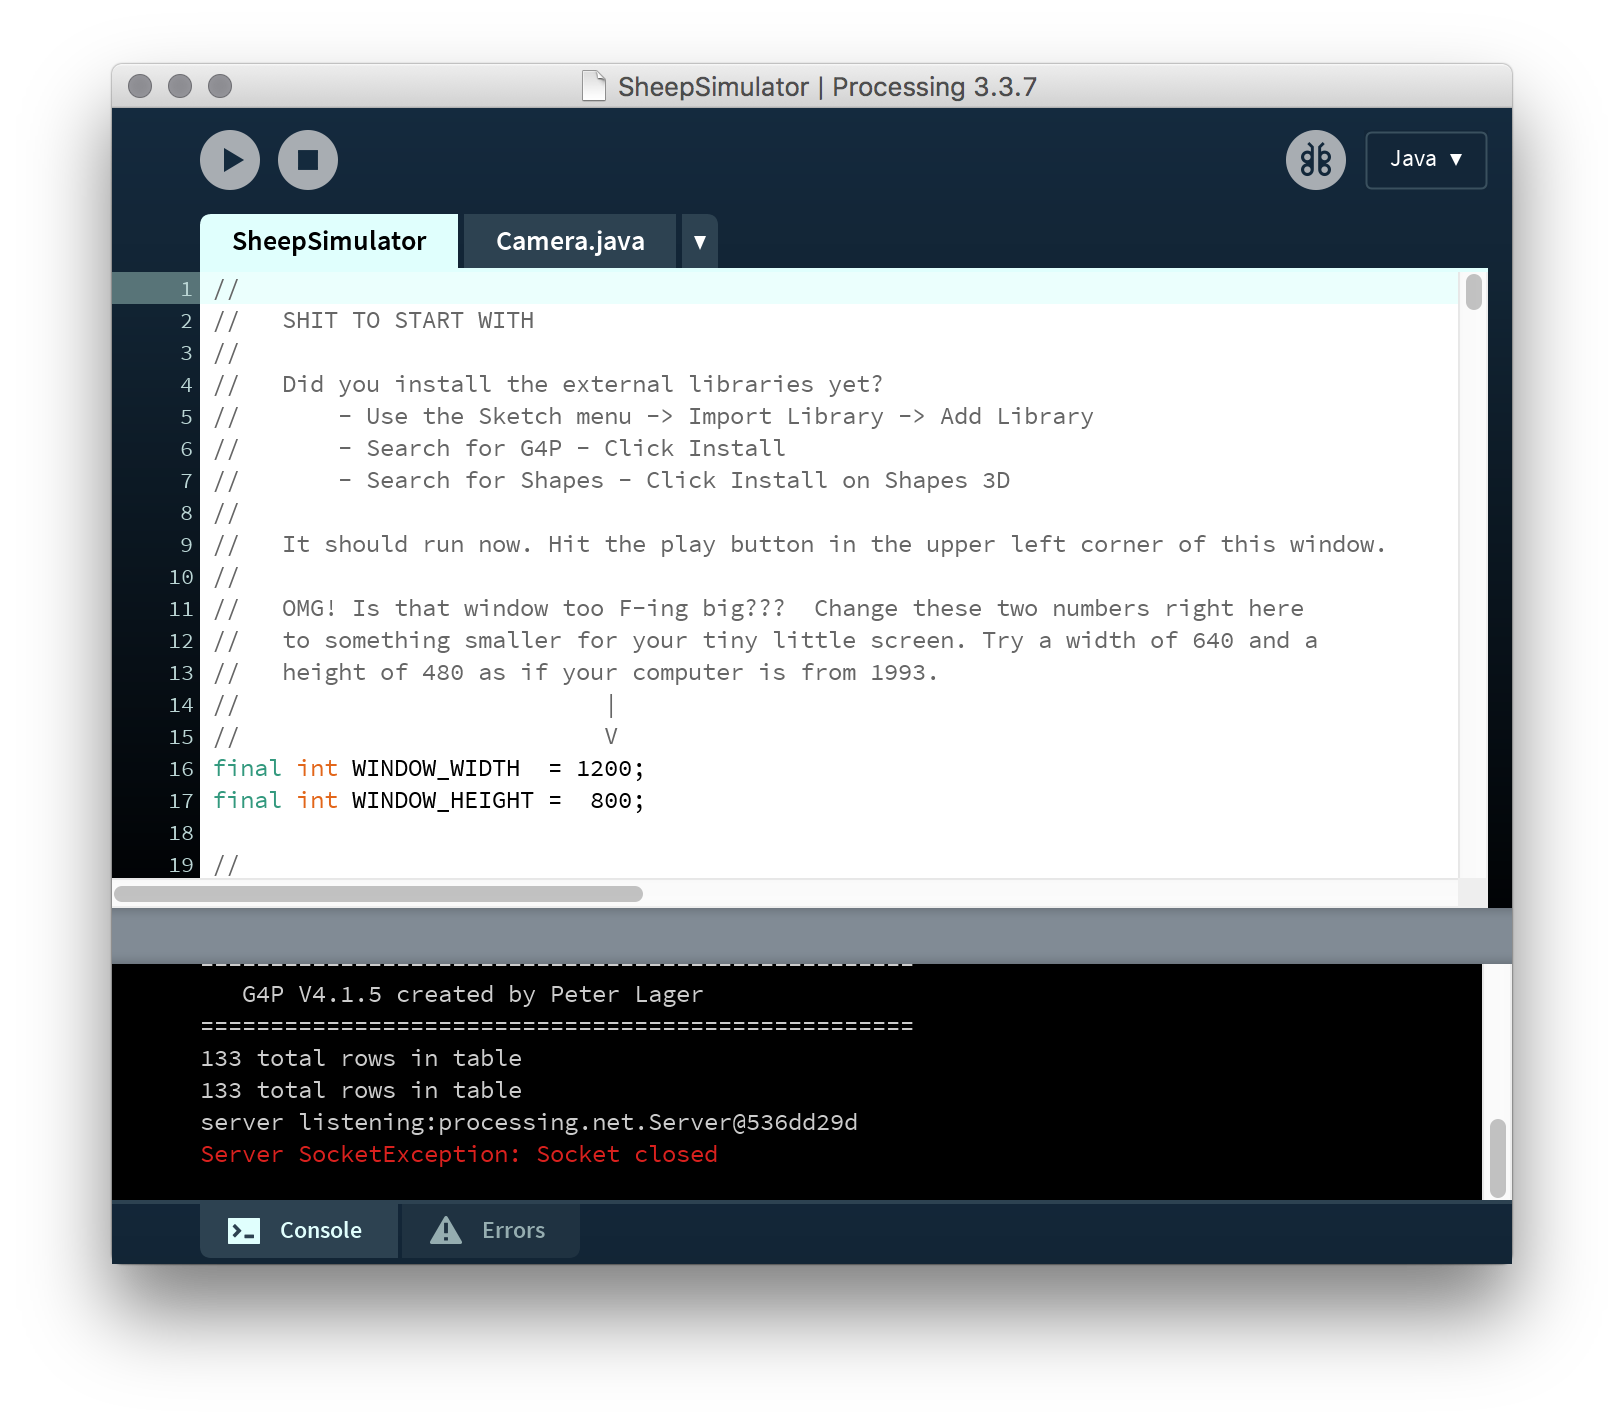 SheepSimulator | Processing 3.3.7
Java ▼
SheepSimulator Camera.java ▼
1 //
2 //   SHIT TO START WITH
3 //
4 //   Did you install the external libraries yet?
5 //       - Use the Sketch menu -> Import Library -> Add Library
6 //       - Search for G4P - Click Install
7 //       - Search for Shapes - Click Install on Shapes 3D
8 //
9 //   It should run now. Hit the play button in the upper left corner of this window.
10 //
11 //   OMG! Is that window too F-ing big???  Change these two numbers right here
12 //   to something smaller for your tiny little screen. Try a width of 640 and a
13 //   height of 480 as if your computer is from 1993.
14 //                          |
15 //                          V
16 final int WINDOW_WIDTH  = 1200;
17 final int WINDOW_HEIGHT =  800;
18
19 //
===================================================
   G4P V4.1.5 created by Peter Lager
===================================================
133 total rows in table
133 total rows in table
server listening:processing.net.Server@536dd29d
Server SocketException: Socket closed
Console Errors